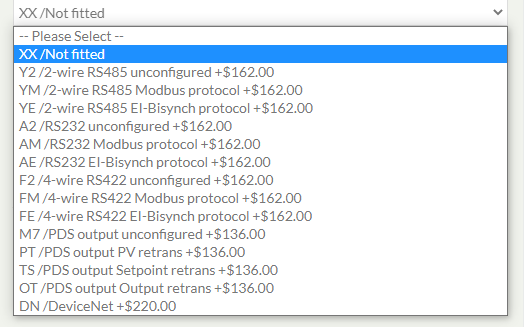 XX /Not fitted
-- Please Select --
XX /Not fitted
Y2 /2-wire RS485 unconfigured +$162.00
YM /2-wire RS485 Modbus protocol +$162.00
YE /2-wire RS485 EI-Bisynch protocol +$162.00
A2 /RS232 unconfigured +$162.00
AM /RS232 Modbus protocol +$162.00
AE /RS232 EI-Bisynch protocol +$162.00
F2 /4-wire RS422 unconfigured +$162.00
FM /4-wire RS422 Modbus protocol +$162.00
FE /4-wire RS422 EI-Bisynch protocol +$162.00
M7 /PDS output unconfigured +$136.00
PT /PDS output PV retrans +$136.00
TS /PDS output Setpoint retrans +$136.00
OT /PDS output Output retrans +$136.00
DN /DeviceNet +$220.00